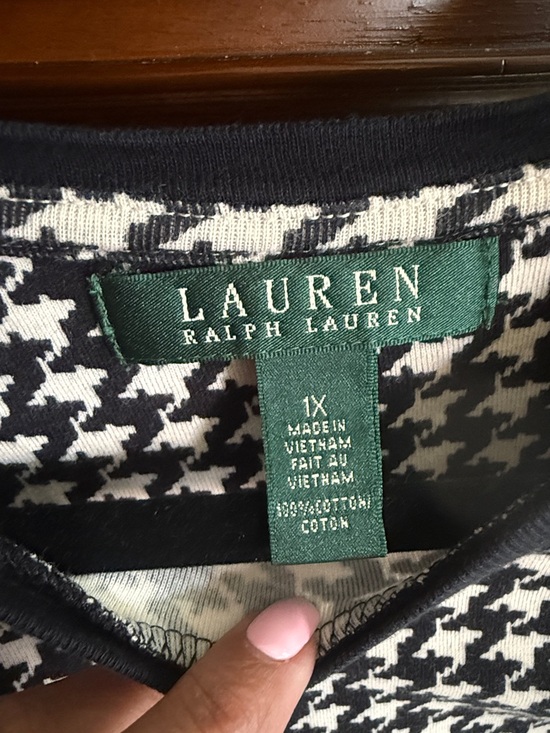 LAUREN
RALPH LAUREN
1X
MADE IN
VIETNAM
FAIT AU
VIETNAM
100% COTTON/
COTON